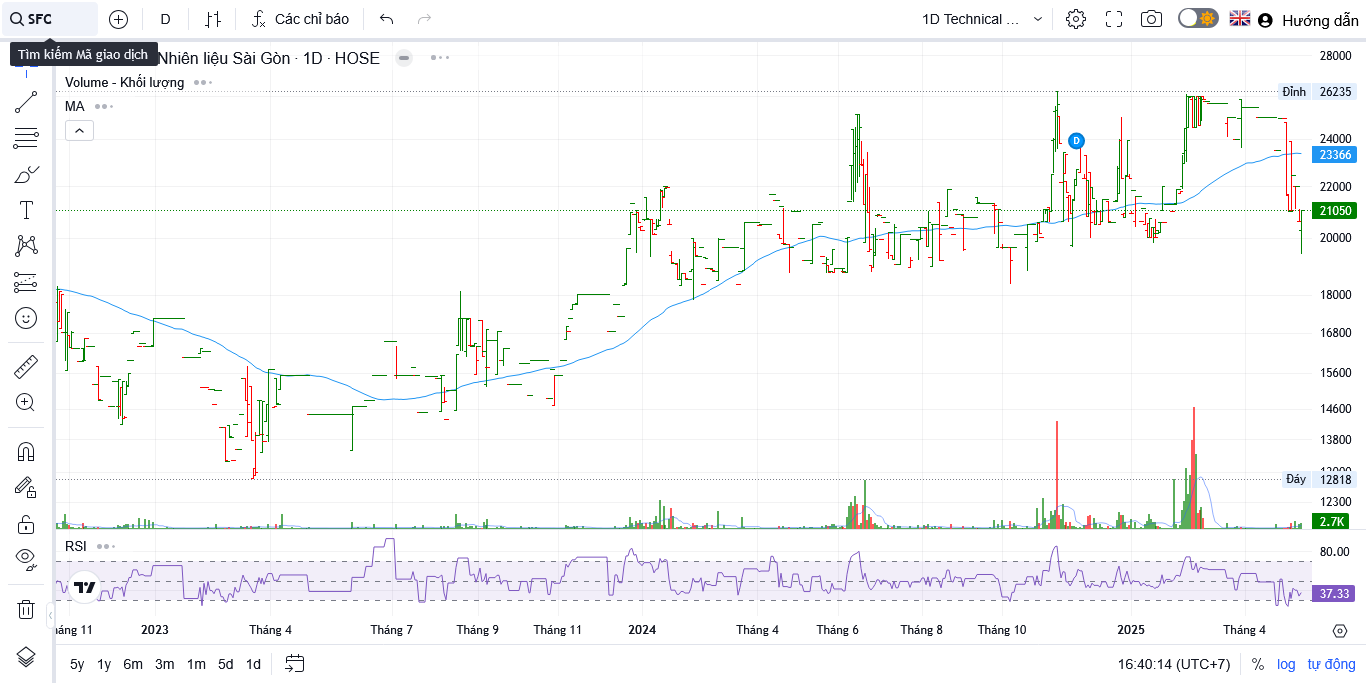 SFC
D
Các chỉ báo
1D Technical ...
Hướng dẫn
Tìm kiếm Mã giao dịch
Nhiên liệu Sài Gòn · 1D · HOSE
Volume - Khối lượng
MA
28000
Đỉnh 26235
24000
D
23366
22000
21050
20000
18000
16800
15600
14600
13800
Đáy 12818
12300
2.7K
RSI
80.00
37.33
háng 11 2023 Tháng 4 Tháng 7 Tháng 9 Tháng 11 2024 Tháng 4 Tháng 6 Tháng 8 Tháng 10 2025 Tháng 4
5y 1y 6m 3m 1m 5d 1d
16:40:14 (UTC+7) % log tự động